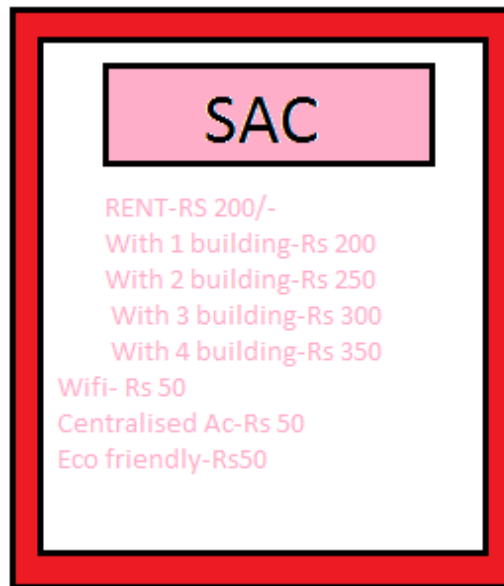 SAC
RENT-RS 200/-
With 1 building-Rs 200
With 2 building-Rs 250
With 3 building-Rs 300
With 4 building-Rs 350
Wifi- Rs 50
Centralised Ac-Rs 50
Eco friendly-Rs50